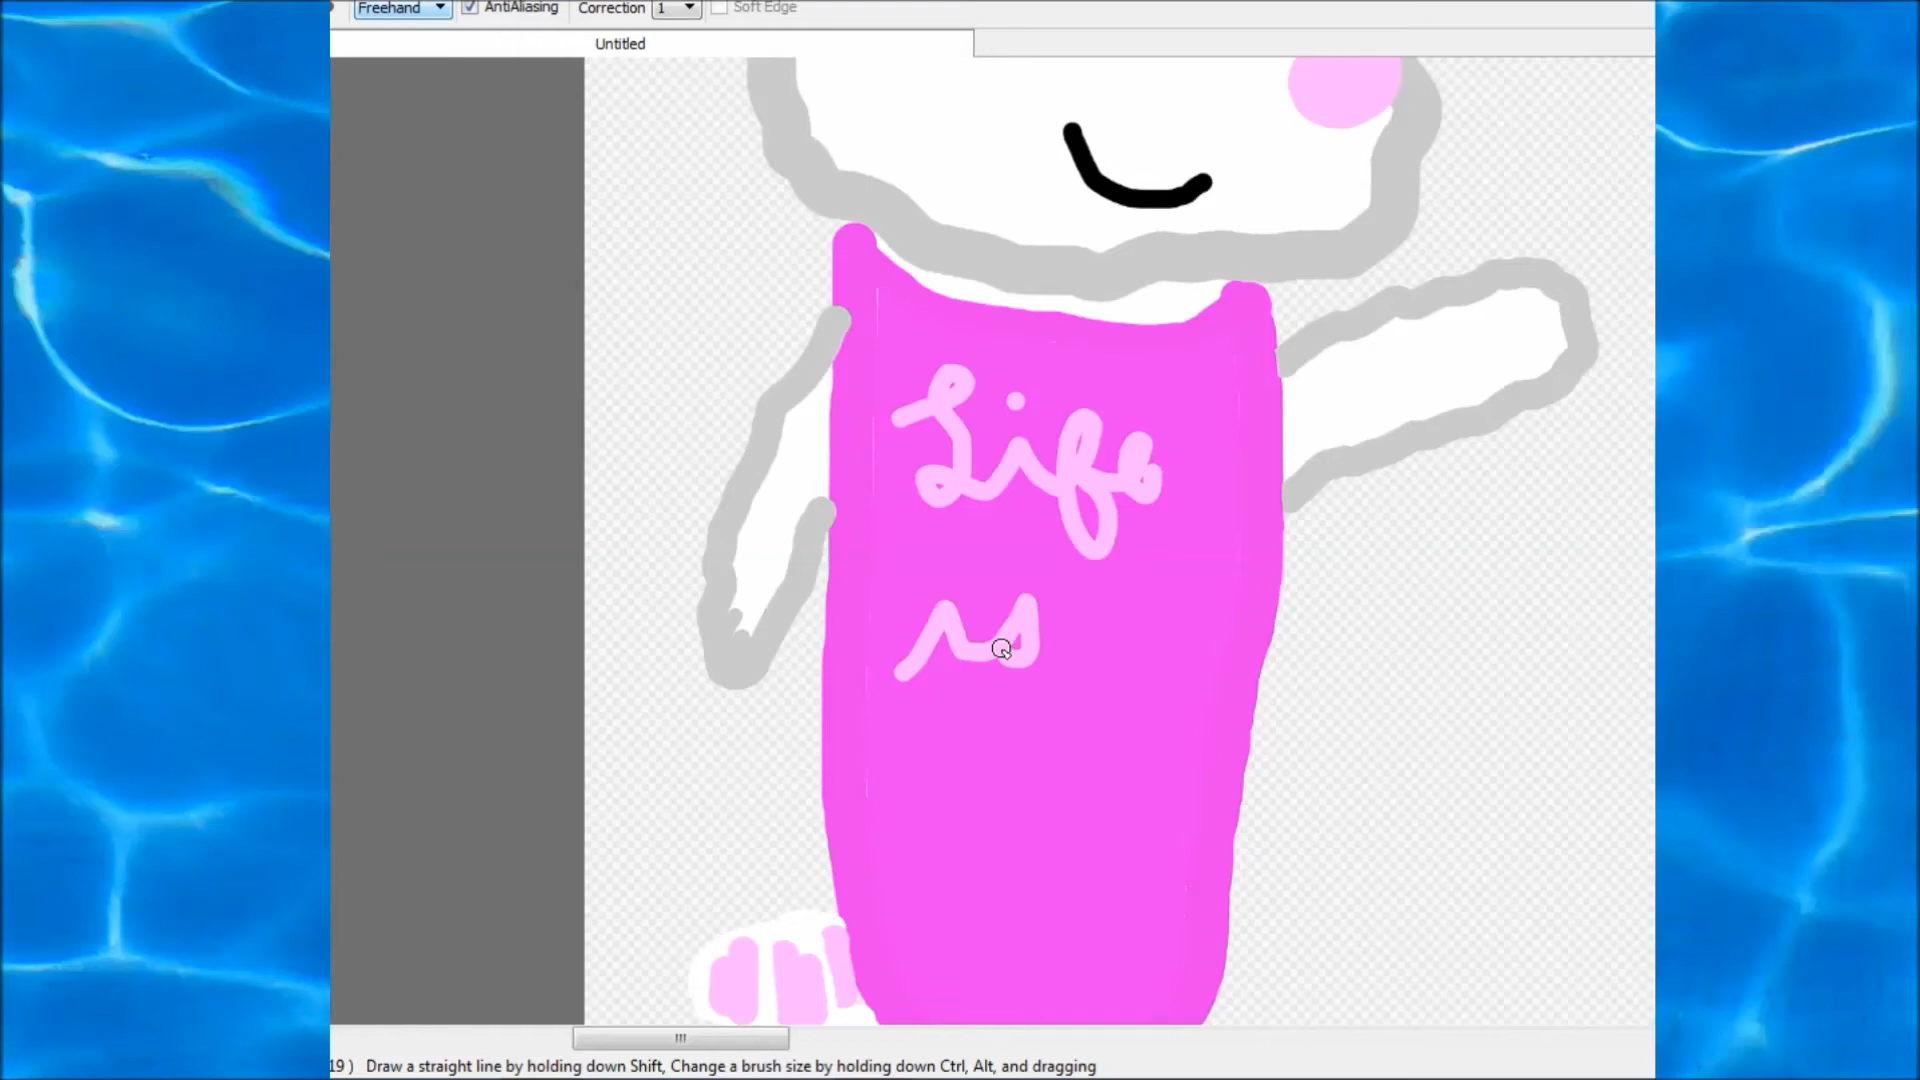 Freehand AntiAliasing Correction 1 Soft Edge
Untitled
Life
is
19 ) Draw a straight line by holding down Shift, Change a brush size by holding down Ctrl, Alt, and dragging